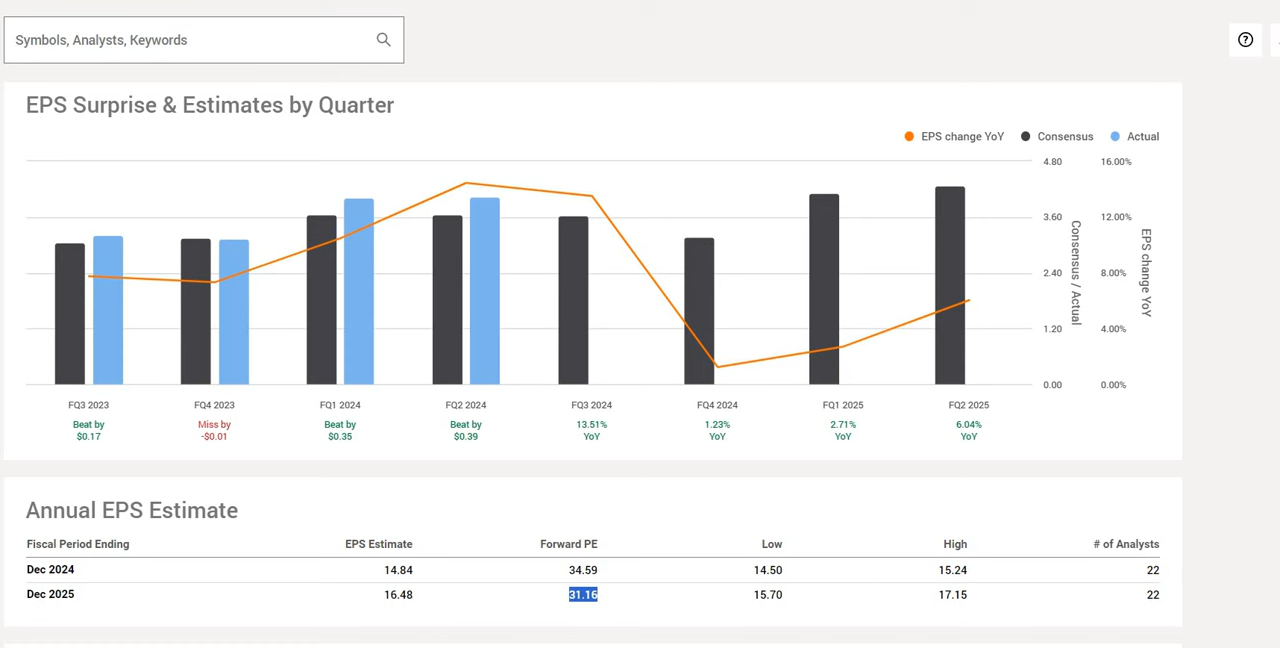 Symbols, Analysts, Keywords
EPS Surprise & Estimates by Quarter
EPS change YoY Consensus Actual
4.80 16.00%
3.60 12.00%
2.40 8.00%
1.20 4.00%
0.00 0.00%
Consensus / Actual
EPS change YoY
FQ3 2023 FQ4 2023 FQ1 2024 FQ2 2024 FQ3 2024 FQ4 2024 FQ1 2025 FQ2 2025
Beat by Miss by Beat by Beat by 13.51% 1.23% 2.71% 6.04%
$0.17 -$0.01 $0.35 $0.39 YoY YoY YoY YoY
Annual EPS Estimate
Fiscal Period Ending EPS Estimate Forward PE Low High # of Analysts
Dec 2024 14.84 34.59 14.50 15.24 22
Dec 2025 16.48 31.16 15.70 17.15 22